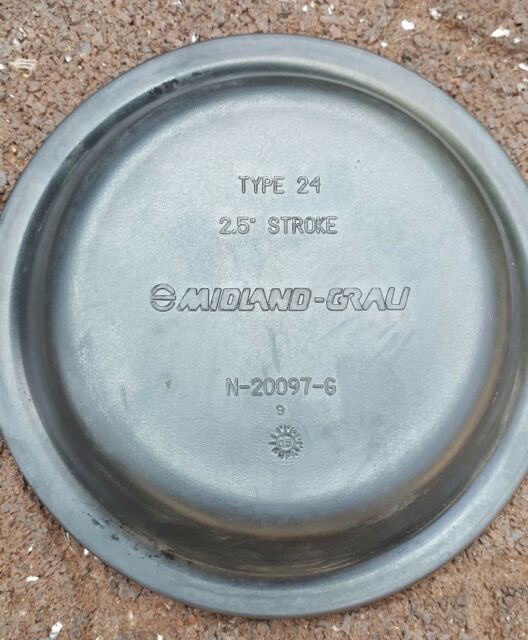 TYPE 24
2.5" STROKE
MIDLAND-GRAU
N-20097-G
9